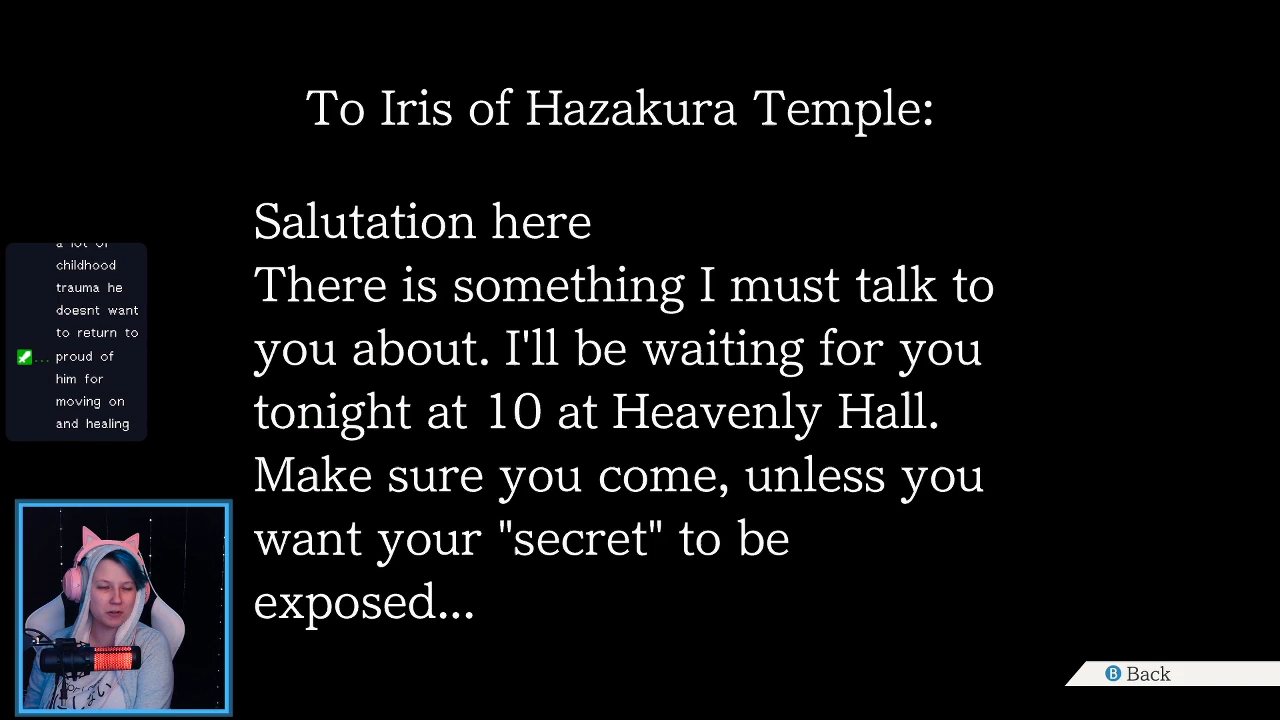 To Iris of Hazakura Temple:
Salutation here
There is something I must talk to
you about. I'll be waiting for you
tonight at 10 at Heavenly Hall.
Make sure you come, unless you
want your "secret" to be
exposed...
a lot of
childhood
trauma he
doesnt want
to return to
... proud of
him for
moving on
and healing
B Back